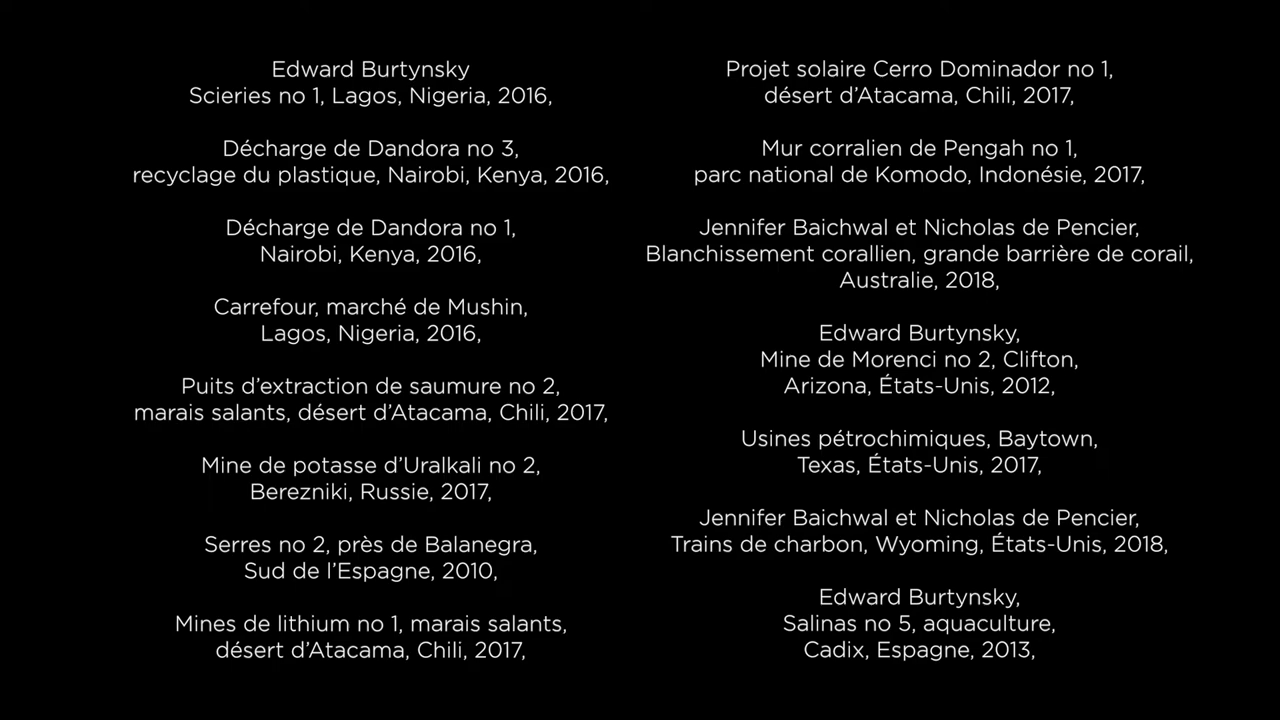 Edward Burtynsky
Scieries no 1, Lagos, Nigeria, 2016,
Décharge de Dandora no 3,
recyclage du plastique, Nairobi, Kenya, 2016,
Décharge de Dandora no 1,
Nairobi, Kenya, 2016,
Carrefour, marché de Mushin,
Lagos, Nigeria, 2016,
Puits d'extraction de saumure no 2,
marais salants, désert d'Atacama, Chili, 2017,
Mine de potasse d'Uralkali no 2,
Berezniki, Russie, 2017,
Serres no 2, près de Balanegra,
Sud de l'Espagne, 2010,
Mines de lithium no 1, marais salants,
désert d'Atacama, Chili, 2017,
Projet solaire Cerro Dominador no 1,
désert d'Atacama, Chili, 2017,
Mur corralien de Pengah no 1,
parc national de Komodo, Indonésie, 2017,
Jennifer Baichwal et Nicholas de Pencier,
Blanchissement corallien, grande barrière de corail,
Australie, 2018,
Edward Burtynsky,
Mine de Morenci no 2, Clifton,
Arizona, États-Unis, 2012,
Usines pétrochimiques, Baytown,
Texas, États-Unis, 2017,
Jennifer Baichwal et Nicholas de Pencier,
Trains de charbon, Wyoming, États-Unis, 2018,
Edward Burtynsky,
Salinas no 5, aquaculture,
Cadix, Espagne, 2013,